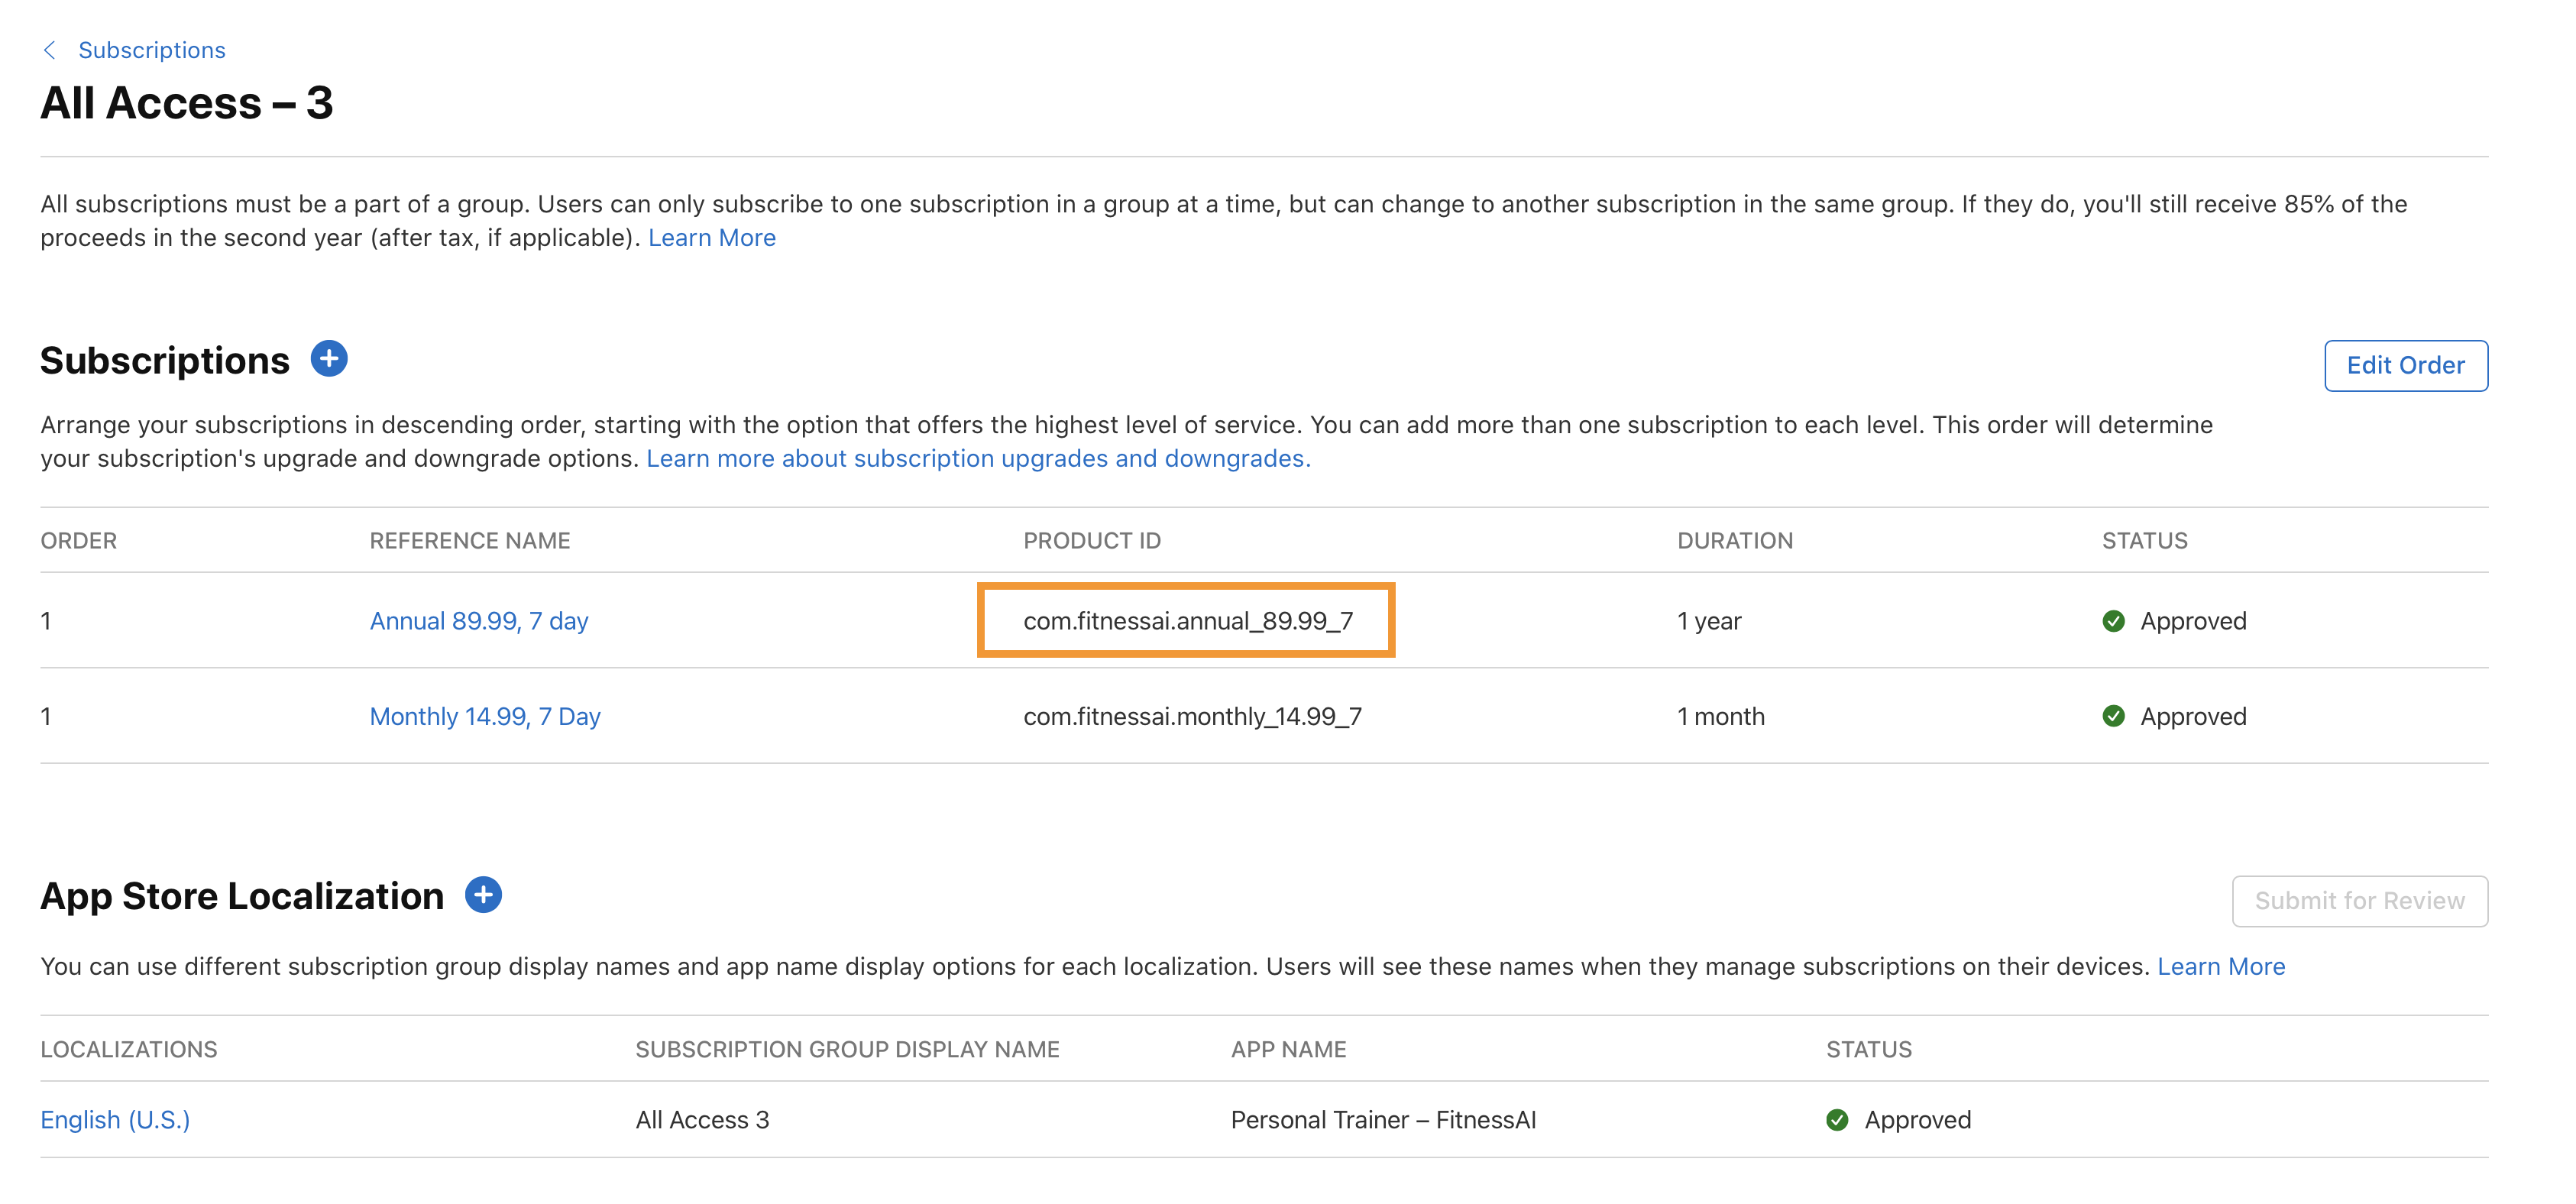 Subscriptions
All Access – 3
All subscriptions must be a part of a group. Users can only subscribe to one subscription in a group at a time, but can change to another subscription in the same group. If they do, you'll still receive 85% of the
proceeds in the second year (after tax, if applicable). Learn More
Subscriptions
Edit Order
Arrange your subscriptions in descending order, starting with the option that offers the highest level of service. You can add more than one subscription to each level. This order will determine
your subscription's upgrade and downgrade options. Learn more about subscription upgrades and downgrades.
ORDER REFERENCE NAME PRODUCT ID DURATION STATUS
1 Annual 89.99, 7 day com.fitnessai.annual_89.99_7 1 year Approved
1 Monthly 14.99, 7 Day com.fitnessai.monthly_14.99_7 1 month Approved
App Store Localization
Submit for Review
You can use different subscription group display names and app name display options for each localization. Users will see these names when they manage subscriptions on their devices. Learn More
LOCALIZATIONS SUBSCRIPTION GROUP DISPLAY NAME APP NAME STATUS
English (U.S.) All Access 3 Personal Trainer – FitnessAI Approved